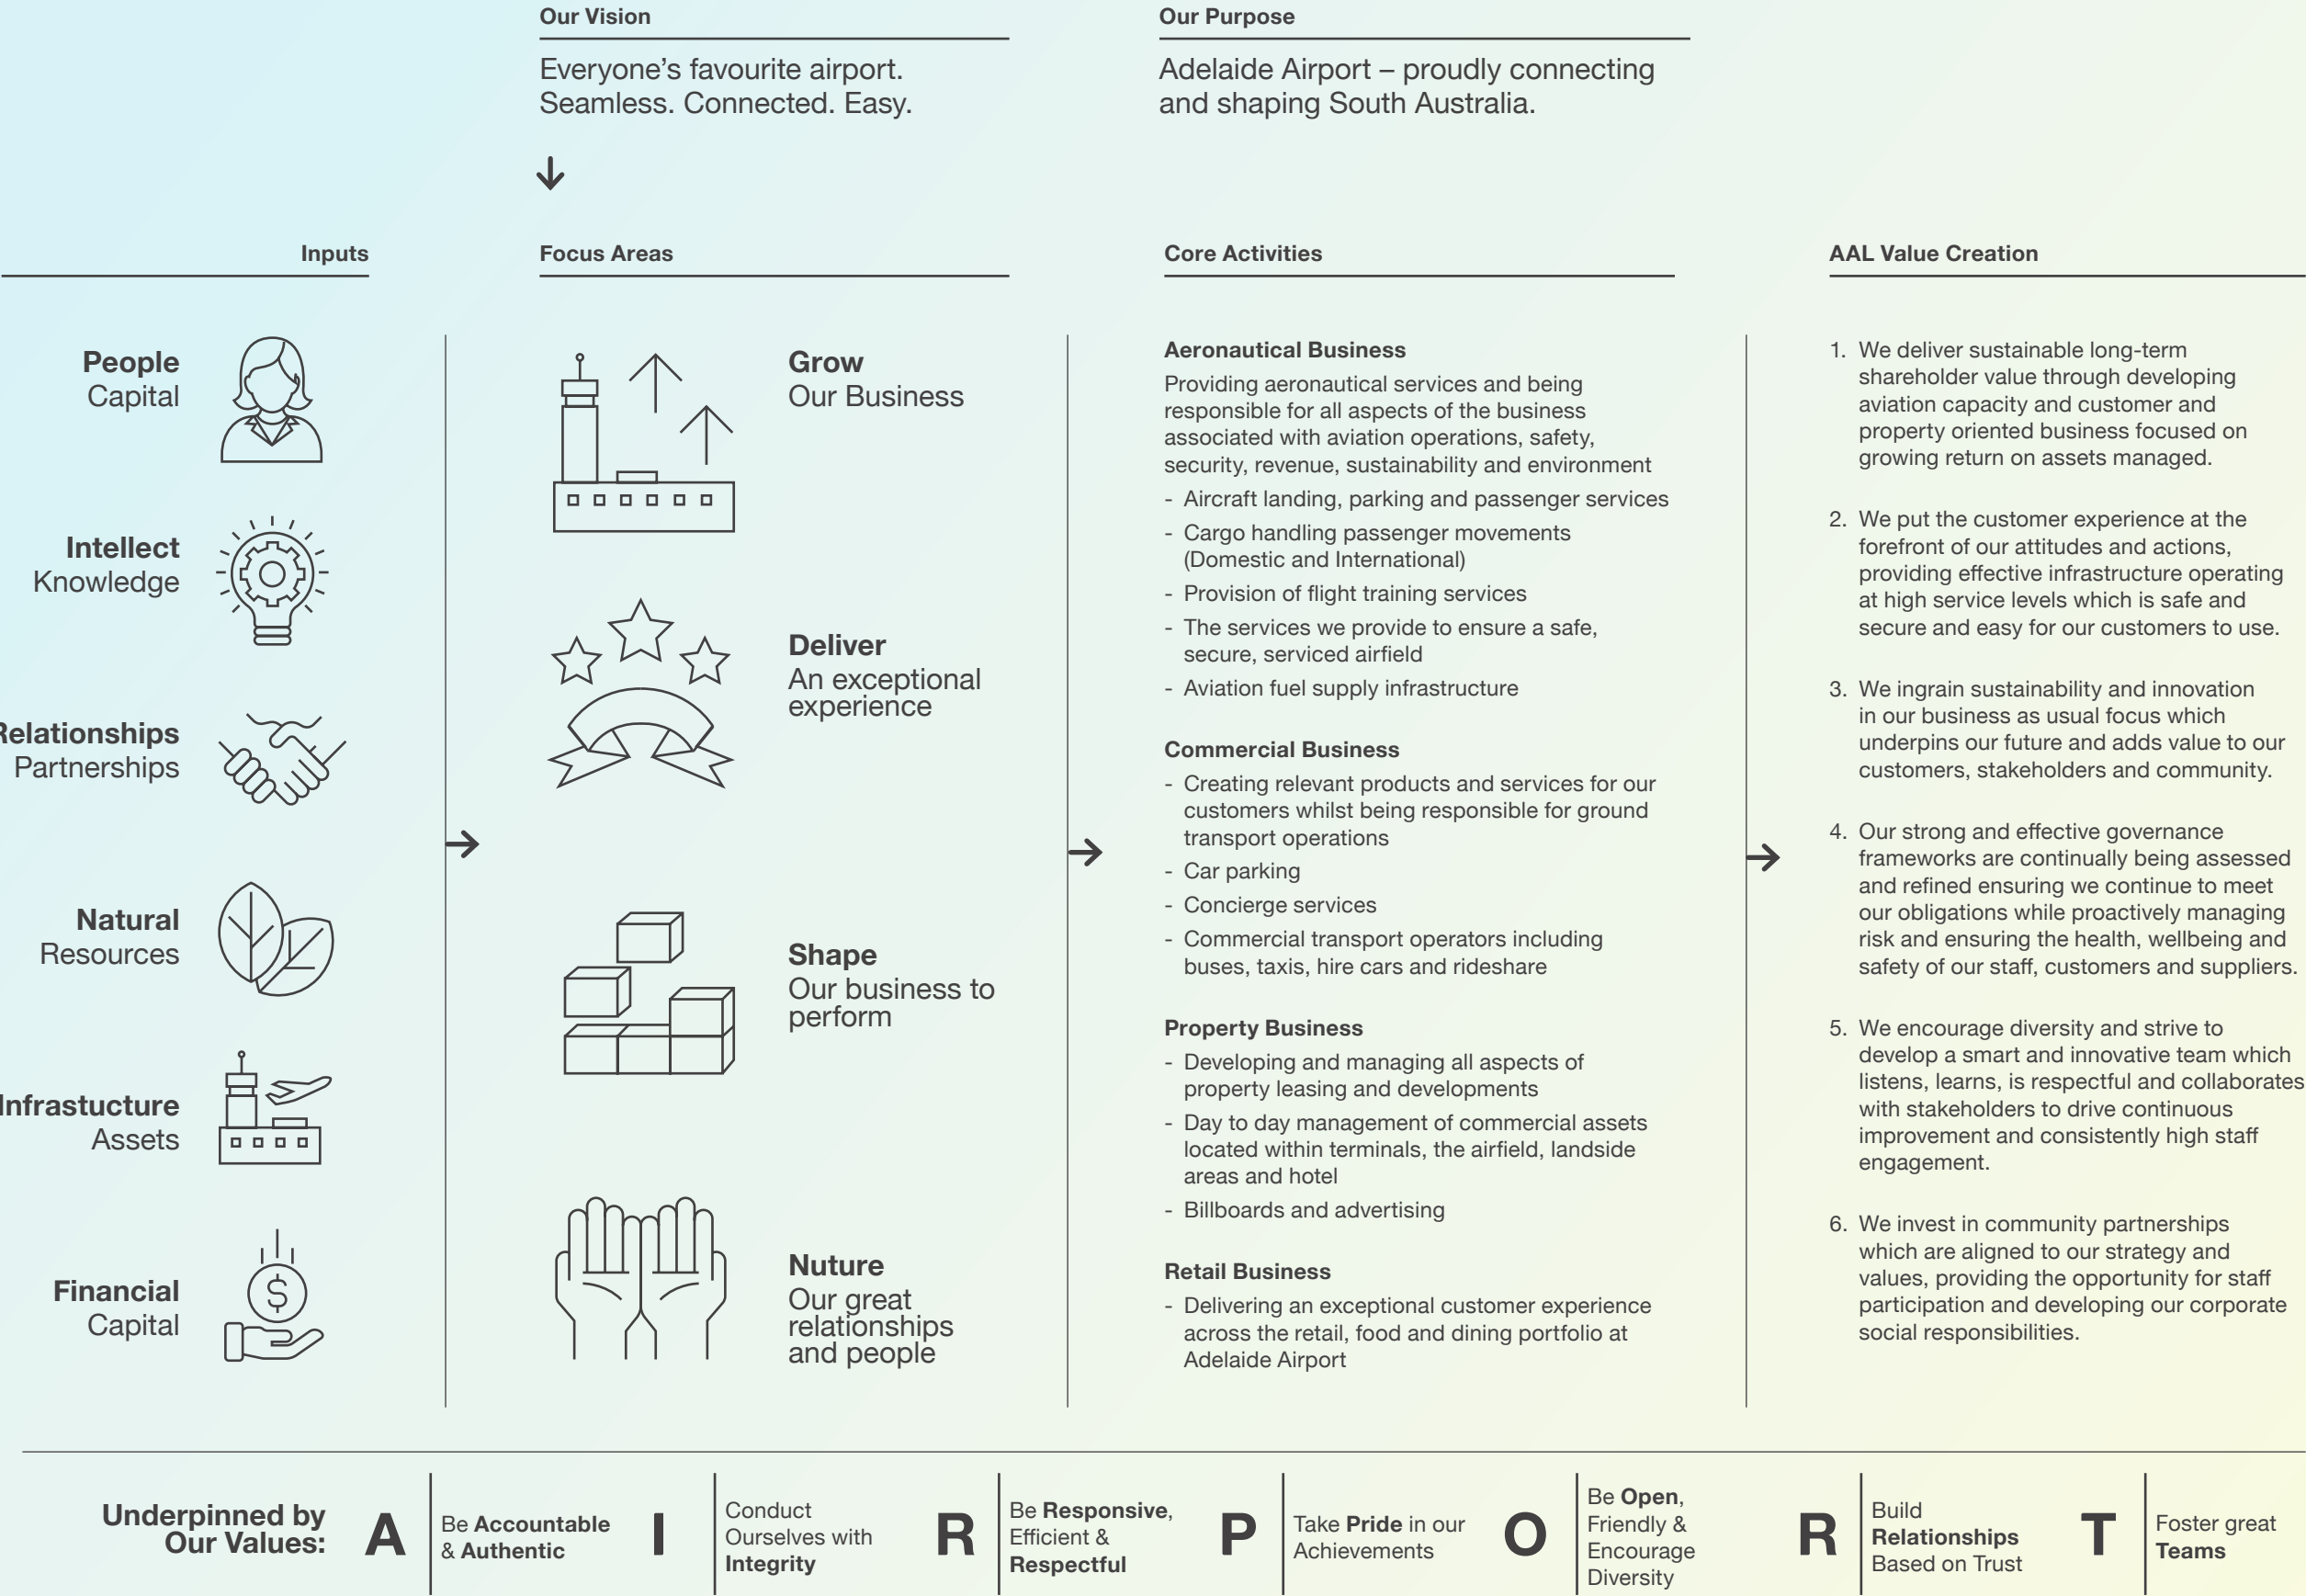 Our Vision
Everyone’s favourite airport.
Seamless. Connected. Easy.
Our Purpose
Adelaide Airport – proudly connecting
and shaping South Australia.
Inputs
People
Capital
Intellect
Knowledge
Relationships
Partnerships
Natural
Resources
Infrastucture
Assets
Financial
Capital
$
Focus Areas
Grow
Our Business
Deliver
An exceptional
experience
Shape
Our business to
perform
Nuture
Our great
relationships
and people
Core Activities
Aeronautical Business
Providing aeronautical services and being
responsible for all aspects of the business
associated with aviation operations, safety,
security, revenue, sustainability and environment
- Aircraft landing, parking and passenger services
- Cargo handling passenger movements
(Domestic and International)
- Provision of flight training services
- The services we provide to ensure a safe,
secure, serviced airfield
- Aviation fuel supply infrastructure
Commercial Business
- Creating relevant products and services for our
customers whilst being responsible for ground
transport operations
- Car parking
- Concierge services
- Commercial transport operators including
buses, taxis, hire cars and rideshare
Property Business
- Developing and managing all aspects of
property leasing and developments
- Day to day management of commercial assets
located within terminals, the airfield, landside
areas and hotel
- Billboards and advertising
Retail Business
- Delivering an exceptional customer experience
across the retail, food and dining portfolio at
Adelaide Airport
AAL Value Creation
1. We deliver sustainable long-term
shareholder value through developing
aviation capacity and customer and
property oriented business focused on
growing return on assets managed.
2. We put the customer experience at the
forefront of our attitudes and actions,
providing effective infrastructure operating
at high service levels which is safe and
secure and easy for our customers to use.
3. We ingrain sustainability and innovation
in our business as usual focus which
underpins our future and adds value to our
customers, stakeholders and community.
4. Our strong and effective governance
frameworks are continually being assessed
and refined ensuring we continue to meet
our obligations while proactively managing
risk and ensuring the health, wellbeing and
safety of our staff, customers and suppliers.
5. We encourage diversity and strive to
develop a smart and innovative team which
listens, learns, is respectful and collaborates
with stakeholders to drive continuous
improvement and consistently high staff
engagement.
6. We invest in community partnerships
which are aligned to our strategy and
values, providing the opportunity for staff
participation and developing our corporate
social responsibilities.
Underpinned by
Our Values:
A
Be Accountable
& Authentic
I
Conduct
Ourselves with
Integrity
R
Be Responsive,
Efficient &
Respectful
P
Take Pride in our
Achievements
O
Be Open,
Friendly &
Encourage
Diversity
R
Build
Relationships
Based on Trust
T
Foster great
Teams